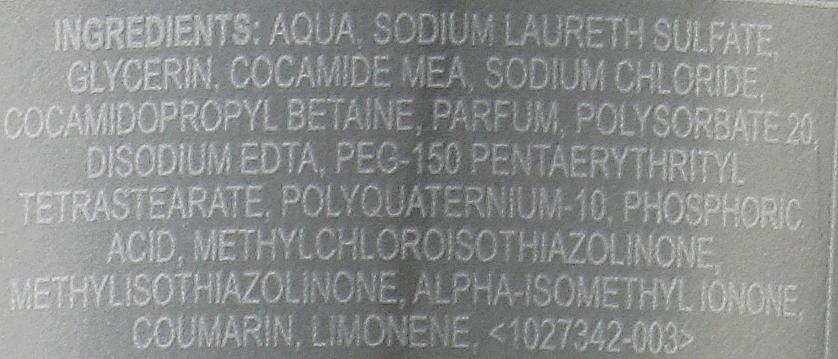 INGREDIENTS: AQUA, SODIUM LAURETH SULFATE,
GLYCERIN, COCAMIDE MEA, SODIUM CHLORIDE,
COCAMIDOPROPYL BETAINE, PARFUM, POLYSORBATE 20,
DISODIUM EDTA, PEG-150 PENTAERYTHRITYL
TETRASTEARATE, POLYQUATERNIUM-10, PHOSPHORIC
ACID, METHYLCHLOROISOTHIAZOLINONE,
METHYLISOTHIAZOLINONE, ALPHA-ISOMETHYL IONONE,
COUMARIN, LIMONENE, <1027342-003>